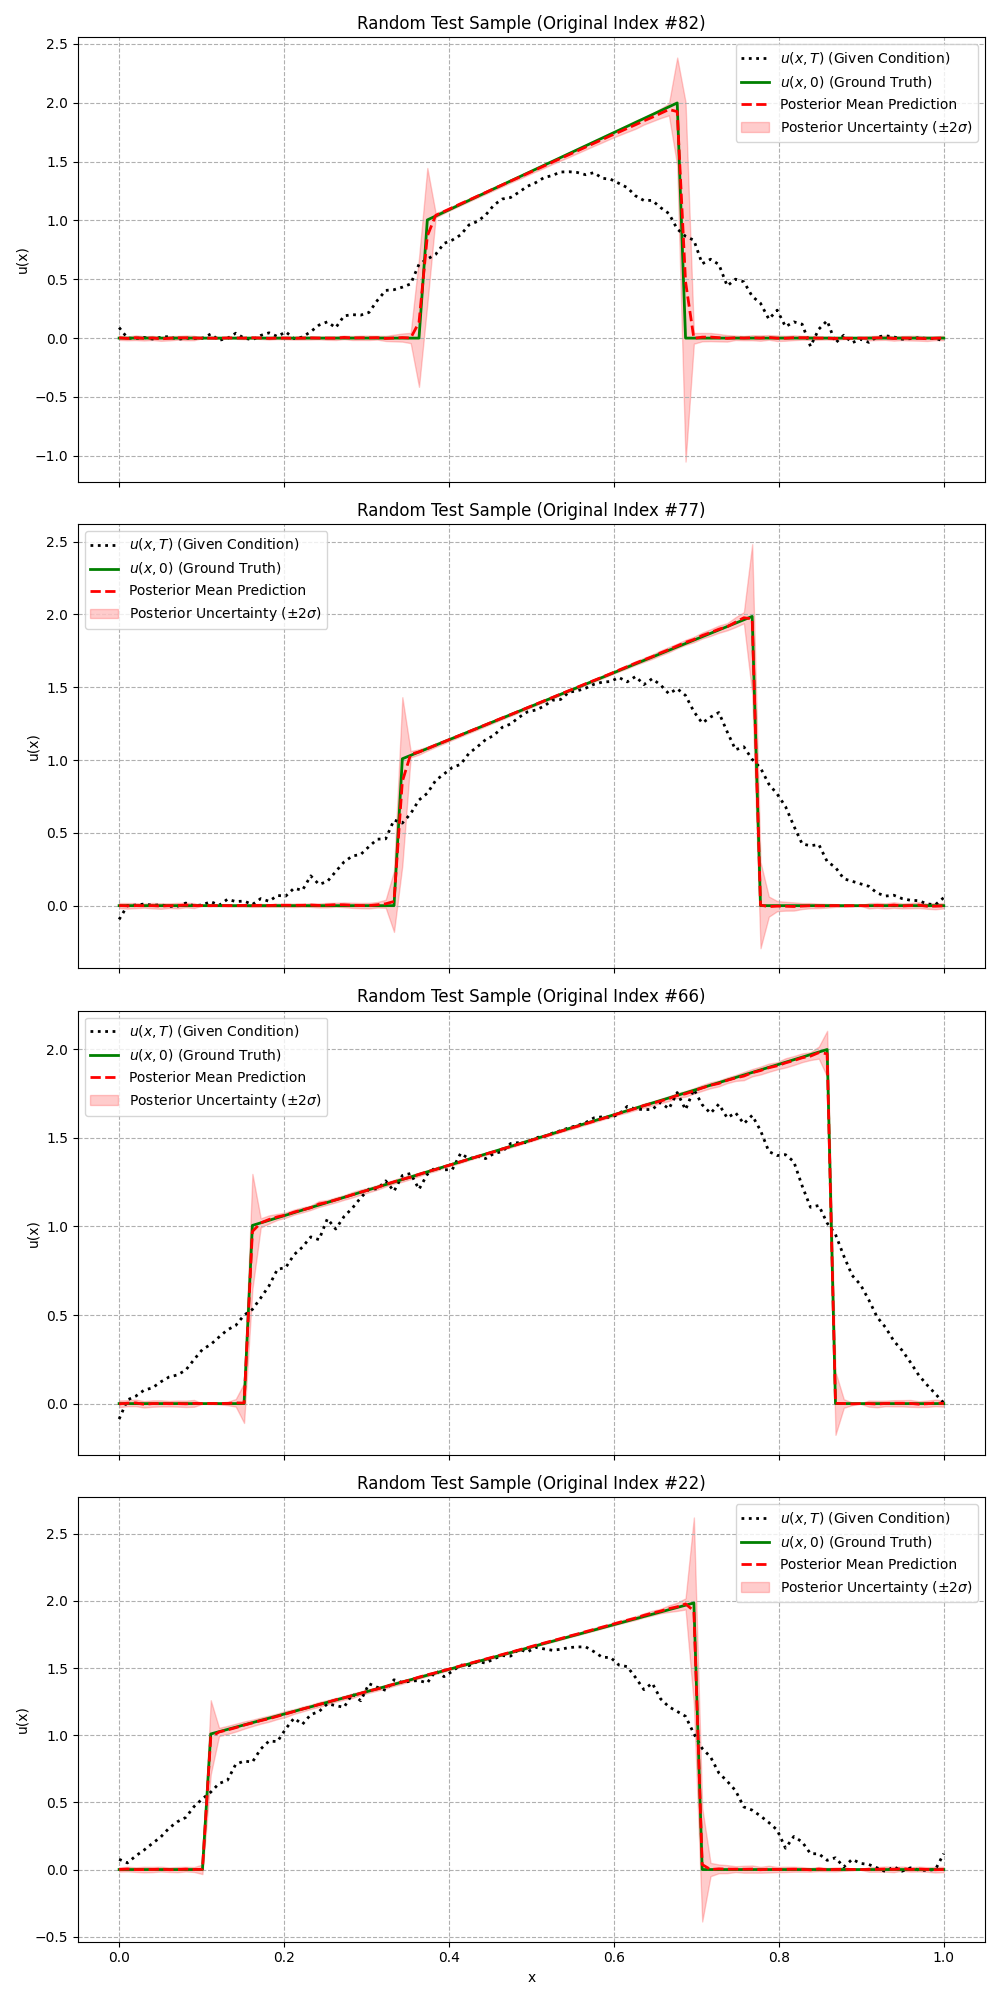 Random Test Sample (Original Index #82)
2.5
2.0
1.5
1.0
0.5
0.0
−0.5
−1.0
u(x)
u(x, T) (Given Condition)
u(x, 0) (Ground Truth)
Posterior Mean Prediction
Posterior Uncertainty (±2σ)
Random Test Sample (Original Index #77)
2.5
2.0
1.5
1.0
0.5
0.0
u(x)
u(x, T) (Given Condition)
u(x, 0) (Ground Truth)
Posterior Mean Prediction
Posterior Uncertainty (±2σ)
Random Test Sample (Original Index #66)
2.0
1.5
1.0
0.5
0.0
u(x)
u(x, T) (Given Condition)
u(x, 0) (Ground Truth)
Posterior Mean Prediction
Posterior Uncertainty (±2σ)
Random Test Sample (Original Index #22)
2.5
2.0
1.5
1.0
0.5
0.0
−0.5
u(x)
u(x, T) (Given Condition)
u(x, 0) (Ground Truth)
Posterior Mean Prediction
Posterior Uncertainty (±2σ)
0.0 0.2 0.4 0.6 0.8 1.0
x